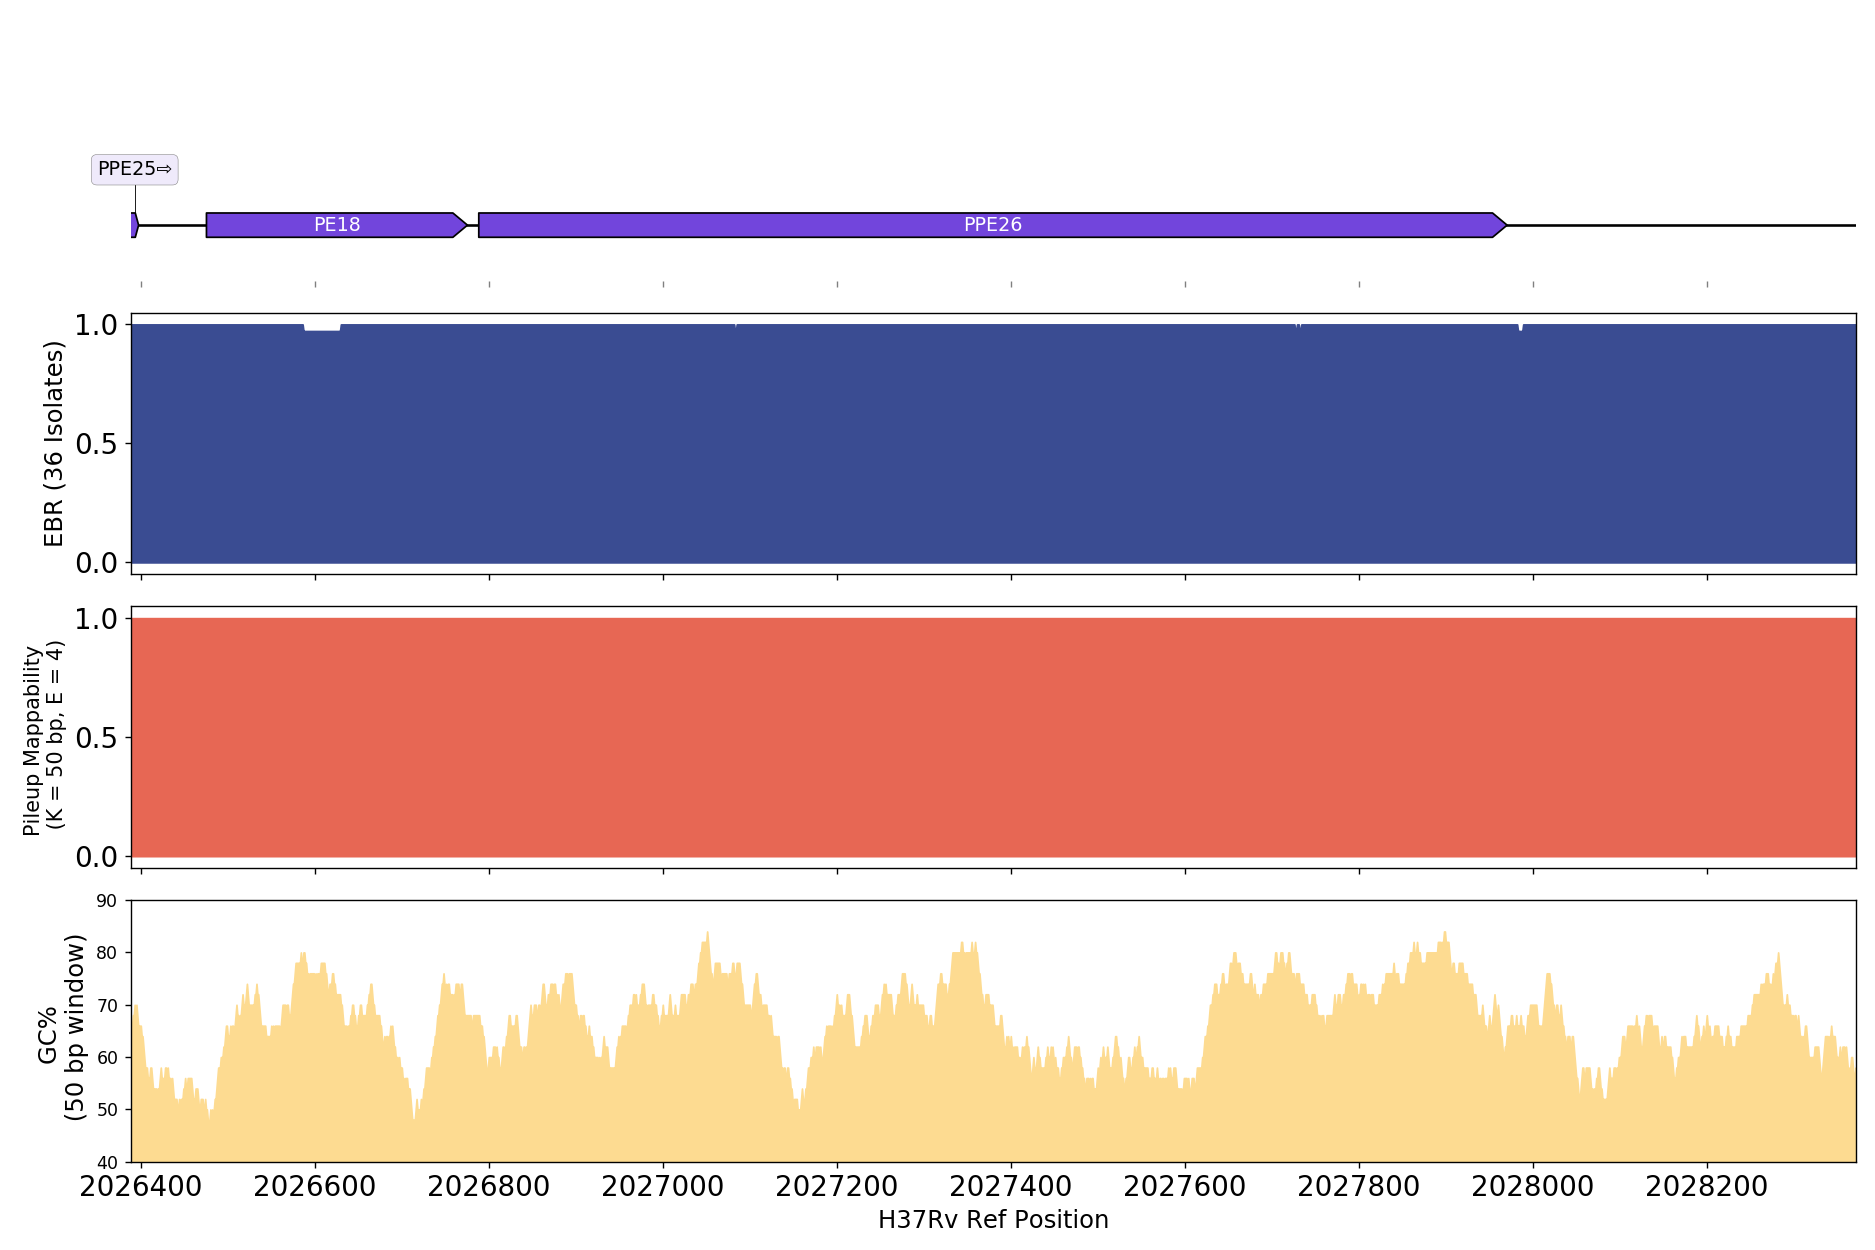 PPE25⇨
PE18
PPE26
1.0
0.5
0.0
EBR (36 Isolates)
1.0
0.5
0.0
Pileup Mappability
(K = 50 bp, E = 4)
90
80
70
60
50
40
GC%
(50 bp window)
2026400 2026600 2026800 2027000 2027200 2027400 2027600 2027800 2028000 2028200
H37Rv Ref Position